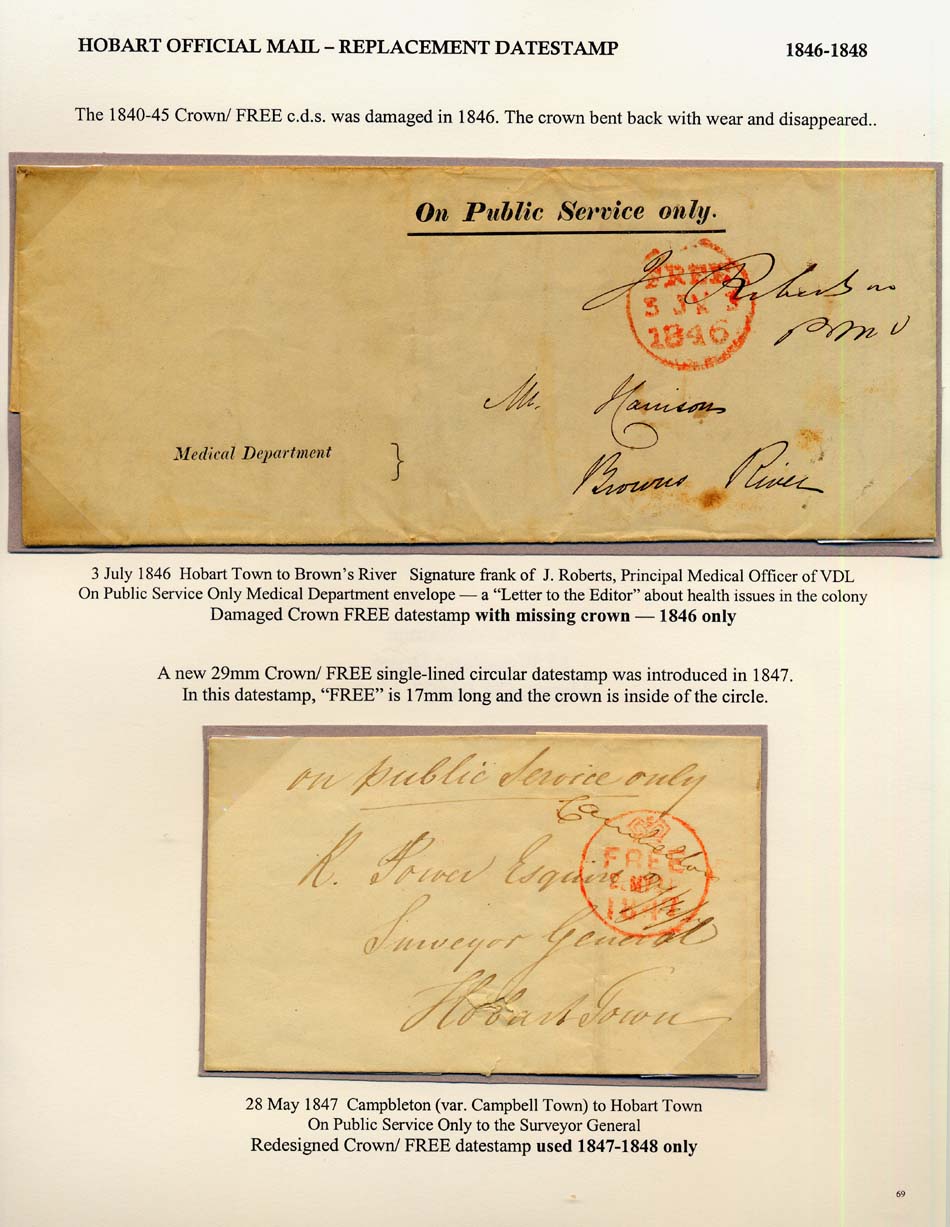 HOBART OFFICIAL MAIL – REPLACEMENT DATESTAMP 1846-1848
The 1840-45 Crown/ FREE c.d.s. was damaged in 1846. The crown bent back with wear and disappeared..
On Public Service only.
FREE
3 JY 3
1846
J Roberts
PMO
Mr. Harrison
Medical Department }
Browns River
3 July 1846 Hobart Town to Brown's River Signature frank of J. Roberts, Principal Medical Officer of VDL
On Public Service Only Medical Department envelope — a “Letter to the Editor” about health issues in the colony
Damaged Crown FREE datestamp with missing crown — 1846 only
A new 29mm Crown/ FREE single-lined circular datestamp was introduced in 1847.
In this datestamp, “FREE” is 17mm long and the crown is inside of the circle.
on public Service only
Campbelton
FREE
1847
R. Power Esquire
Surveyor General
Hobart Town
28 May 1847 Campbleton (var. Campbell Town) to Hobart Town
On Public Service Only to the Surveyor General
Redesigned Crown/ FREE datestamp used 1847-1848 only
69